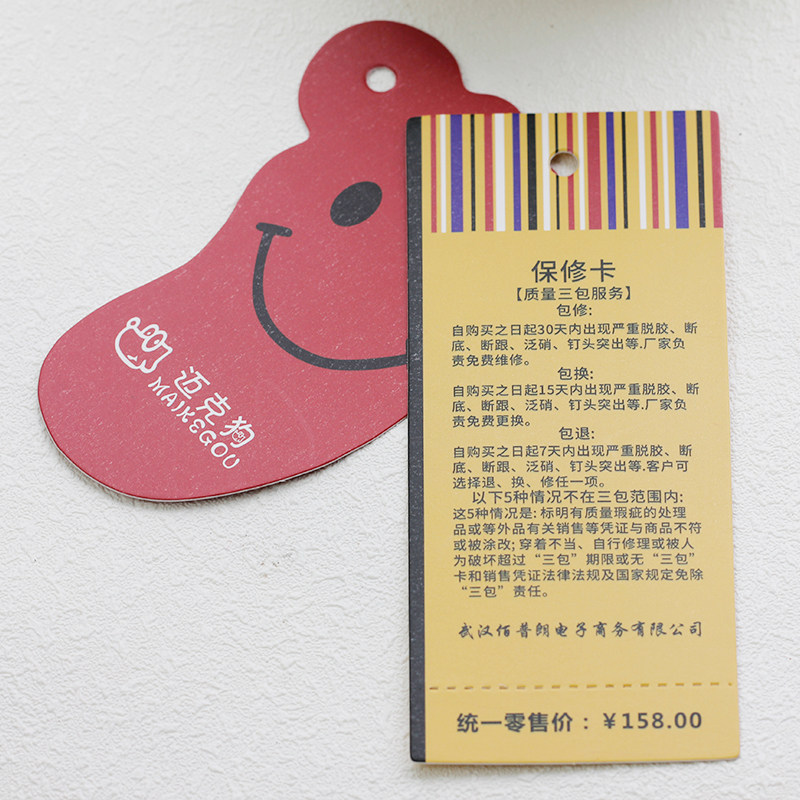 迈克狗
MAIKEGOU
保修卡
【质量三包服务】
包修:
自购买之日起30天内出现严重脱胶、断
底、断跟、泛硝、钉头突出等.厂家负
责免费维修。
包换:
自购买之日起15天内出现严重脱胶、断
底、断跟、泛硝、钉头突出等.厂家负
责免费更换。
包退:
自购买之日起7天内出现严重脱胶、断
底、断跟、泛硝、钉头突出等.客户可
选择退、换、修任一项。
以下5种情况不在三包范围内:
这5种情况是: 标明有质量瑕疵的处理
品或等外品有关销售等凭证与商品不符
或被涂改; 穿着不当、自行修理或被人
为破坏超过“三包”期限或无“三包”
卡和销售凭证法律法规及国家规定免除
“三包”责任。
武汉佰普朗电子商务有限公司
统一零售价：￥158.00